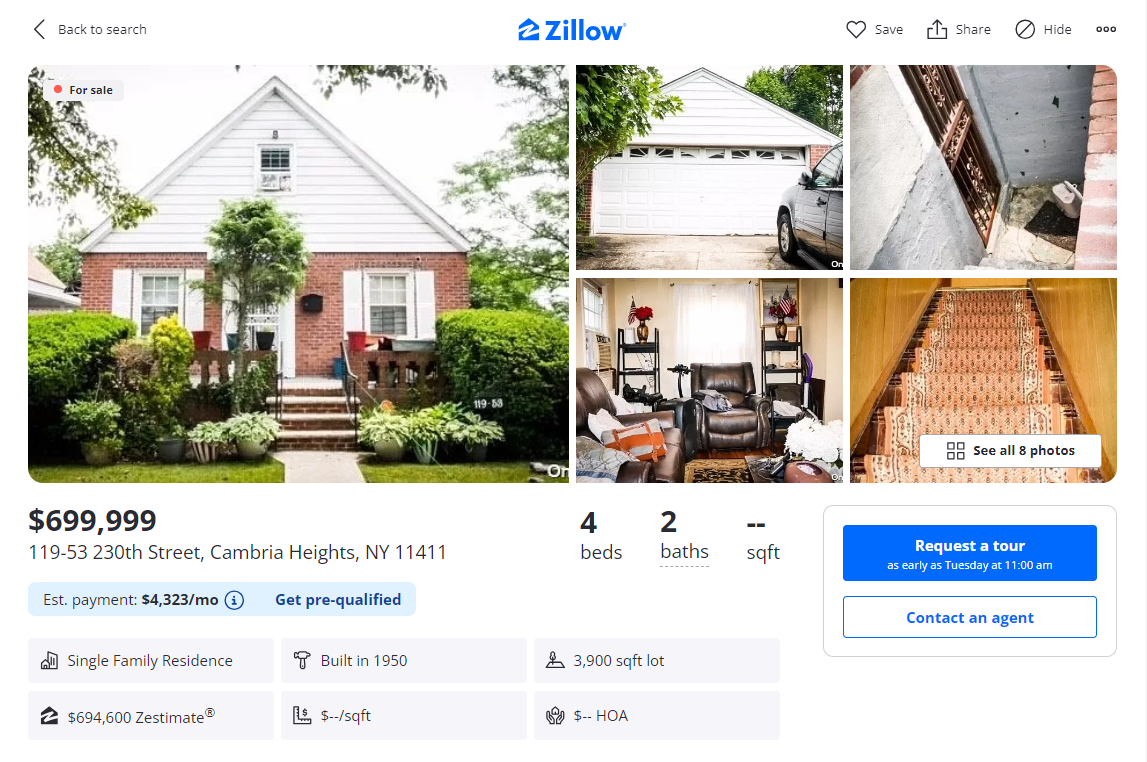 Back to search
Zillow
Save
Share
Hide
For sale
On
On
On
119-53
See all 8 photos
$699,999
119-53 230th Street, Cambria Heights, NY 11411
4 beds
2 baths
-- sqft
Est. payment: $4,323/mo
Get pre-qualified
Request a tour
as early as Tuesday at 11:00 am
Contact an agent
Single Family Residence
Built in 1950
3,900 sqft lot
$694,600 Zestimate®
$--/sqft
$-- HOA